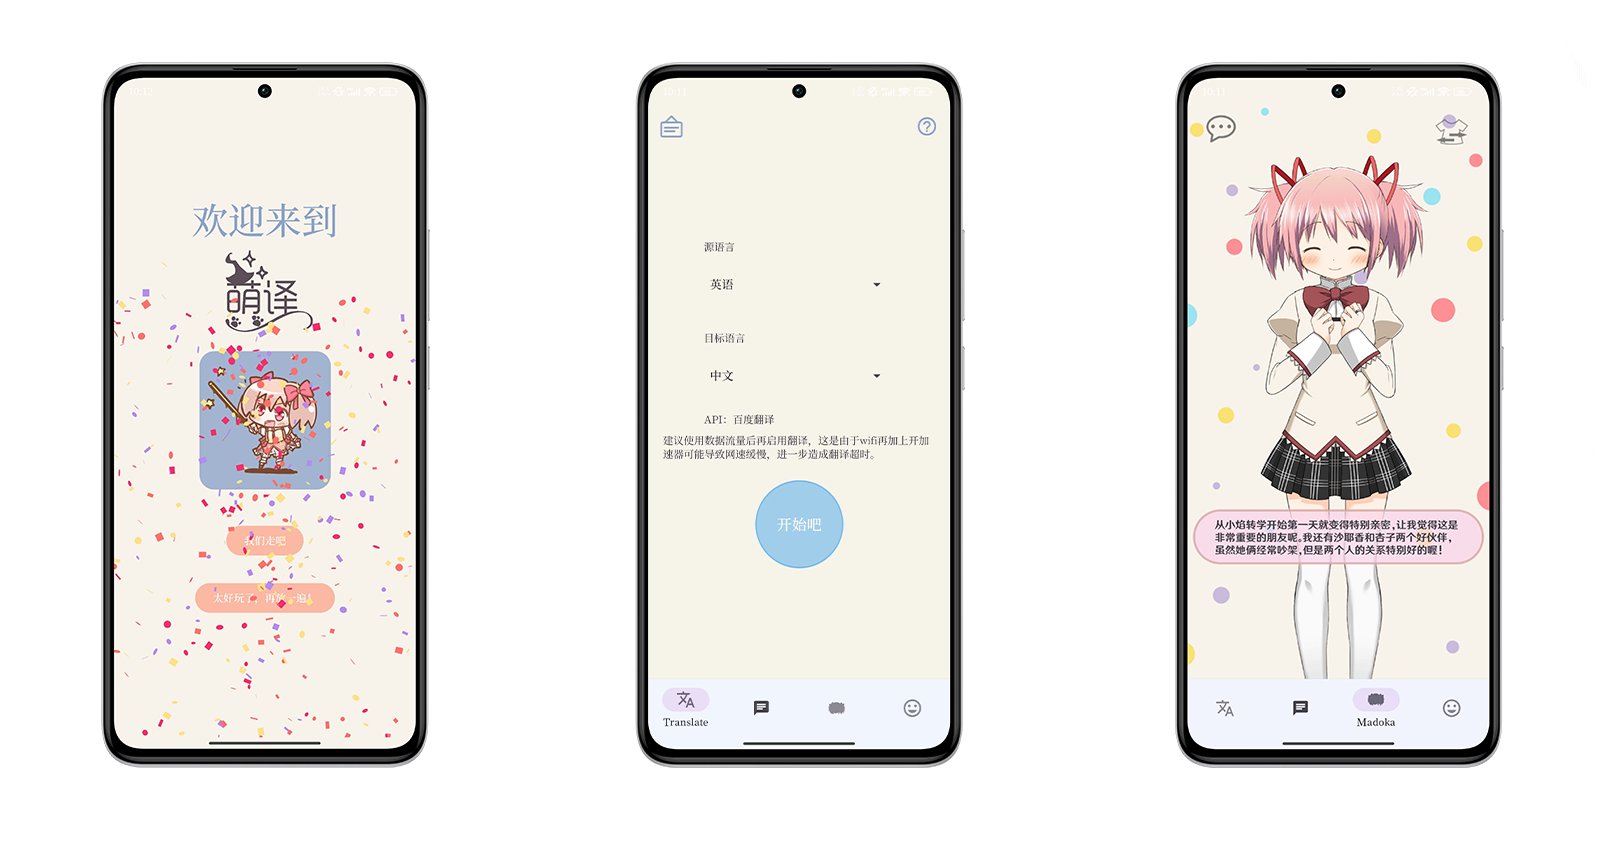 10:12
欢迎来到
萌译
我们走吧
太好玩了，再放一遍！
10:11
源语言
英语
目标语言
中文
API：百度翻译
建议使用数据流量后再启用翻译，这是由于wifi再加上开加
速器可能导致网速缓慢，进一步造成翻译超时。
开始吧
Translate
10:11
从小焰转学开始第一天就变得特别亲密,让我觉得这是
非常重要的朋友呢。我还有沙耶香和杏子两个好伙伴,
虽然她俩经常吵架,但是两个人的关系特别好的喔！
Madoka